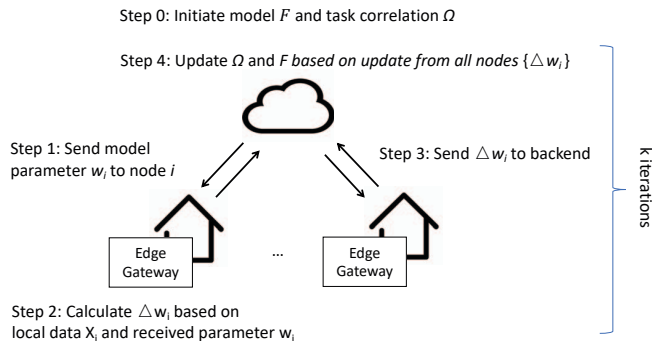 Step 0: Initiate model F and task correlation Ω
Step 4: Update Ω and F based on update from all nodes {△wᵢ}
Step 1: Send model
parameter wᵢ to node i
Step 3: Send △wᵢ to backend
k iterations
Edge
Gateway
...
Edge
Gateway
Step 2: Calculate △wᵢ based on
local data Xᵢ and received parameter wᵢ